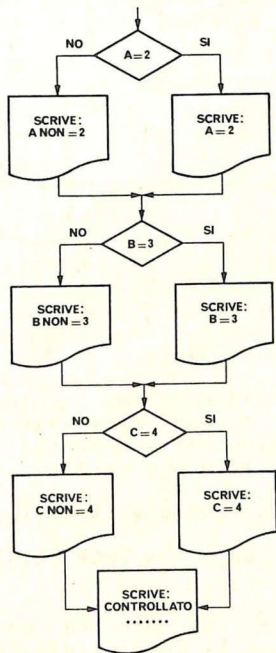 NO
SI
A=2
SCRIVE:
A NON =2
SCRIVE:
A=2
NO
SI
B=3
SCRIVE:
B NON =3
SCRIVE:
B=3
NO
SI
C=4
SCRIVE:
C NON =4
SCRIVE:
C=4
SCRIVE:
CONTROLLATO
.......